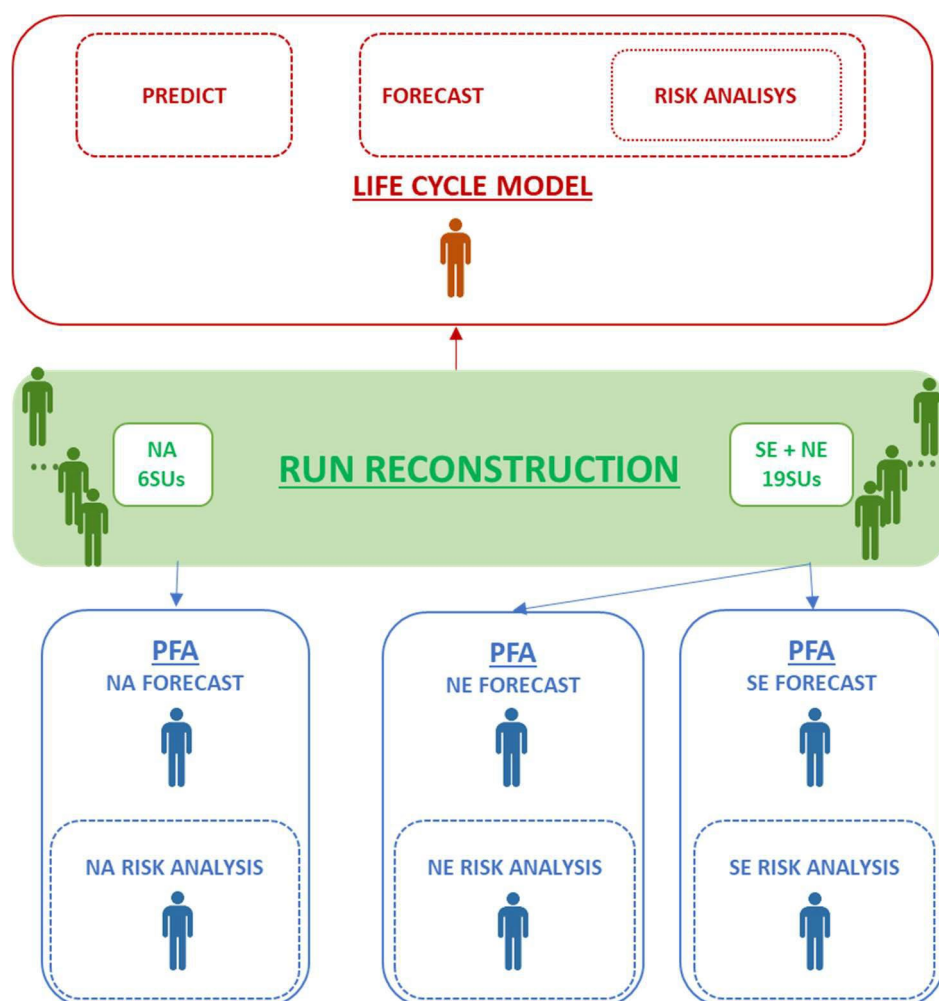 PREDICT
FORECAST
RISK ANALISYS
LIFE CYCLE MODEL
NA
6SUs
RUN RECONSTRUCTION
SE + NE
19SUs
PFA
NA FORECAST
NA RISK ANALYSIS
PFA
NE FORECAST
NE RISK ANALYSIS
PFA
SE FORECAST
SE RISK ANALYSIS